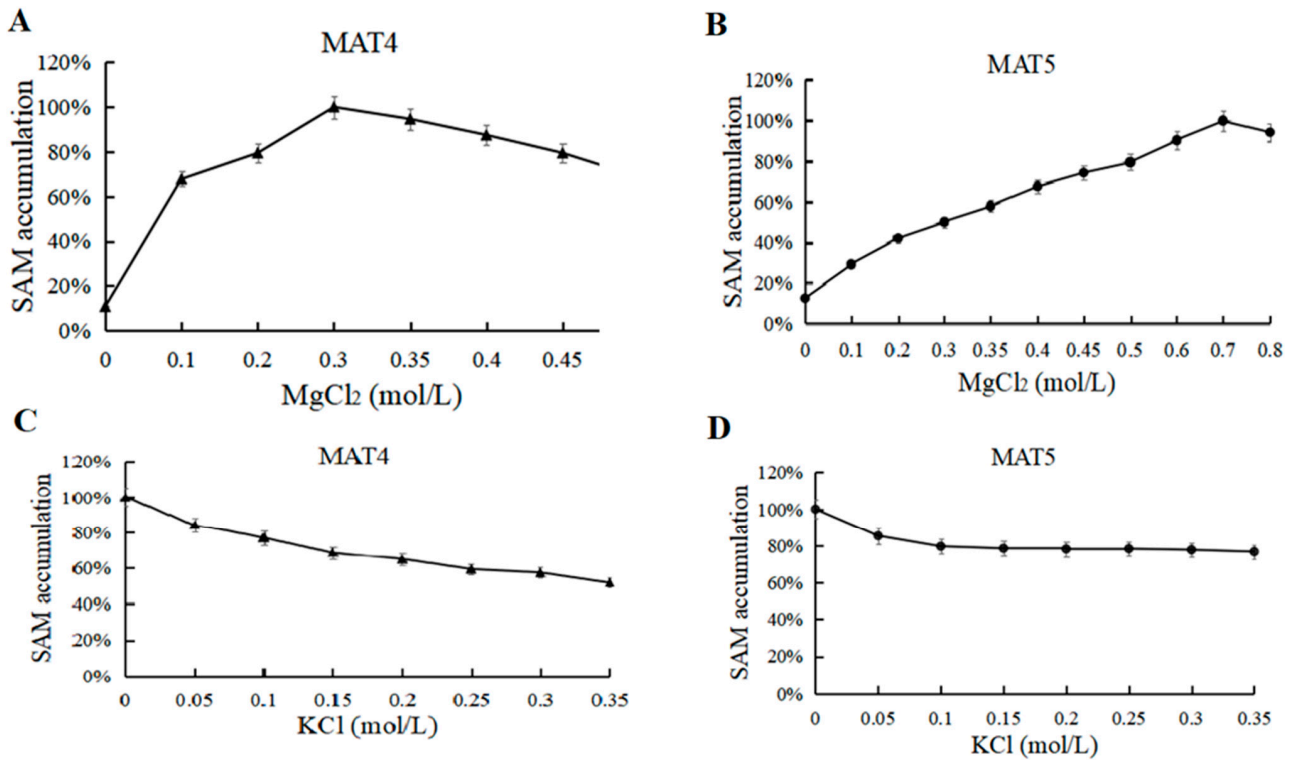 A
MAT4
SAM accumulation
120%
100%
80%
60%
40%
20%
0%
0 0.1 0.2 0.3 0.35 0.4 0.45
MgCl₂ (mol/L)
B
MAT5
SAM accumulation
120%
100%
80%
60%
40%
20%
0%
0 0.1 0.2 0.3 0.35 0.4 0.45 0.5 0.6 0.7 0.8
MgCl₂ (mol/L)
C
MAT4
SAM accumulation
120%
100%
80%
60%
40%
20%
0%
0 0.05 0.1 0.15 0.2 0.25 0.3 0.35
KCl (mol/L)
D
MAT5
SAM accumulation
120%
100%
80%
60%
40%
20%
0%
0 0.05 0.1 0.15 0.2 0.25 0.3 0.35
KCl (mol/L)